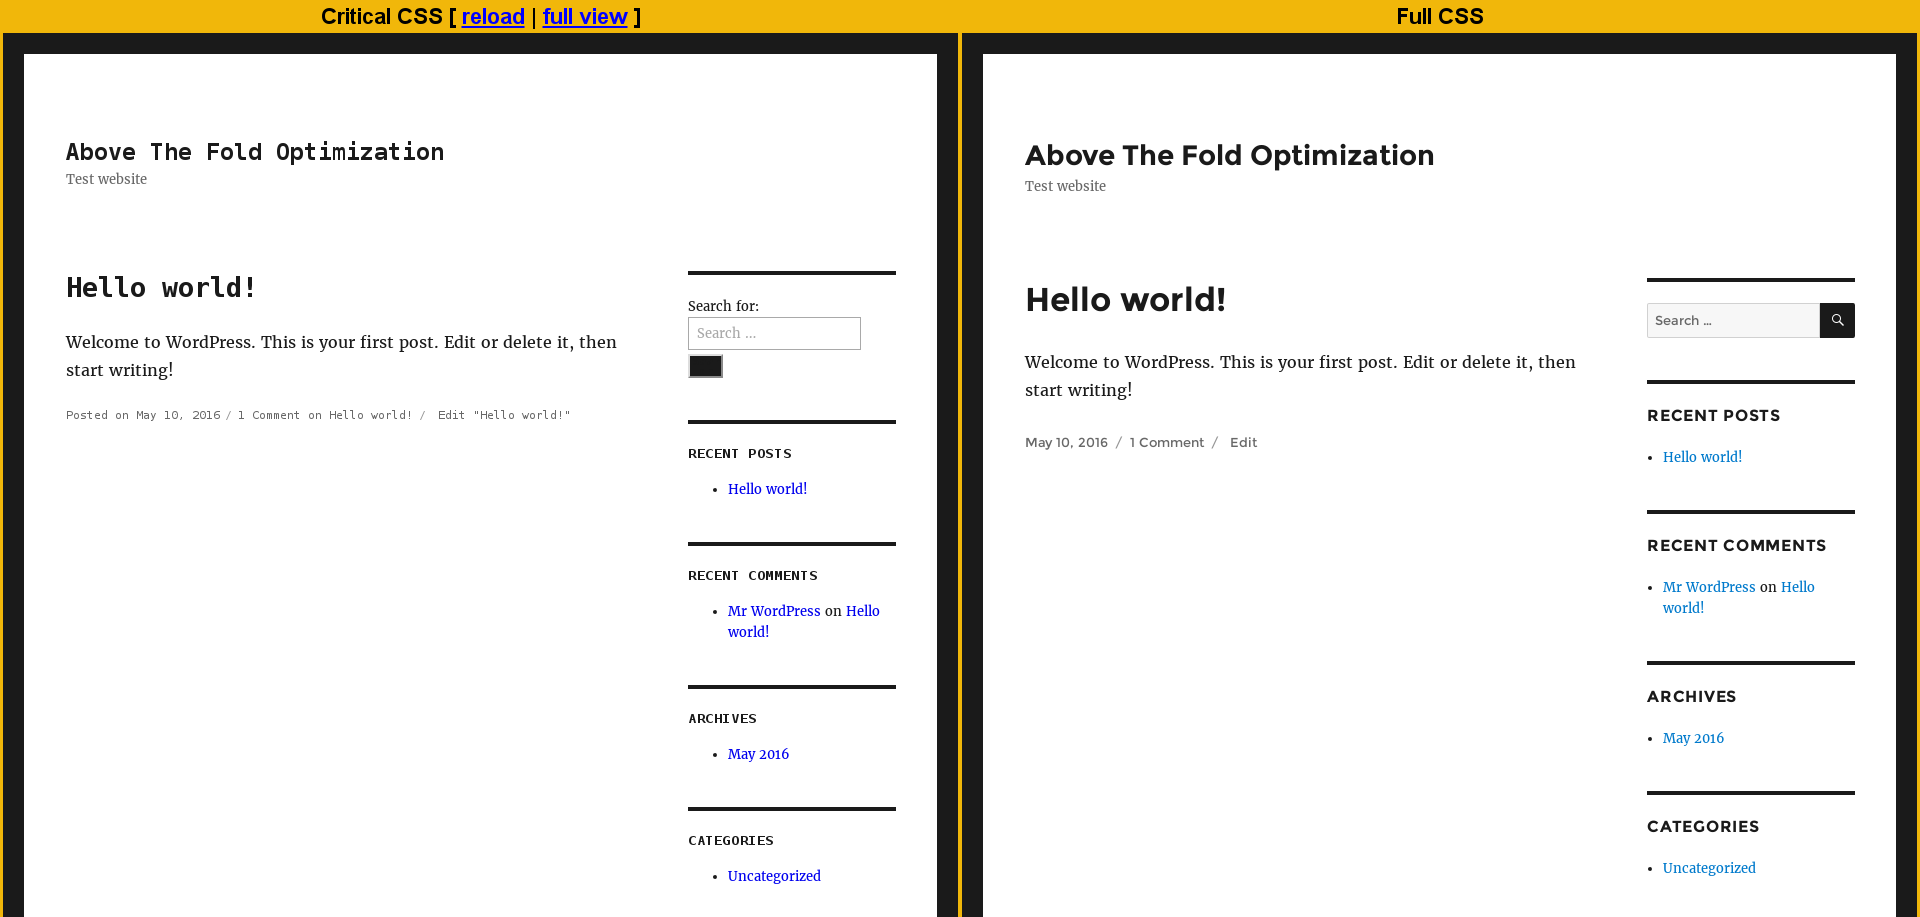 Critical CSS [ reload | full view ]
Above The Fold Optimization
Test website
Hello world!
Welcome to WordPress. This is your first post. Edit or delete it, then
start writing!
Posted on May 10, 2016 / 1 Comment on Hello world! / Edit "Hello world!"
Search for:
Search ...
RECENT POSTS
• Hello world!
RECENT COMMENTS
• Mr WordPress on Hello
world!
ARCHIVES
• May 2016
CATEGORIES
• Uncategorized
Full CSS
Above The Fold Optimization
Test website
Hello world!
Welcome to WordPress. This is your first post. Edit or delete it, then
start writing!
May 10, 2016 / 1 Comment / Edit
Search ...
RECENT POSTS
• Hello world!
RECENT COMMENTS
• Mr WordPress on Hello
world!
ARCHIVES
• May 2016
CATEGORIES
• Uncategorized